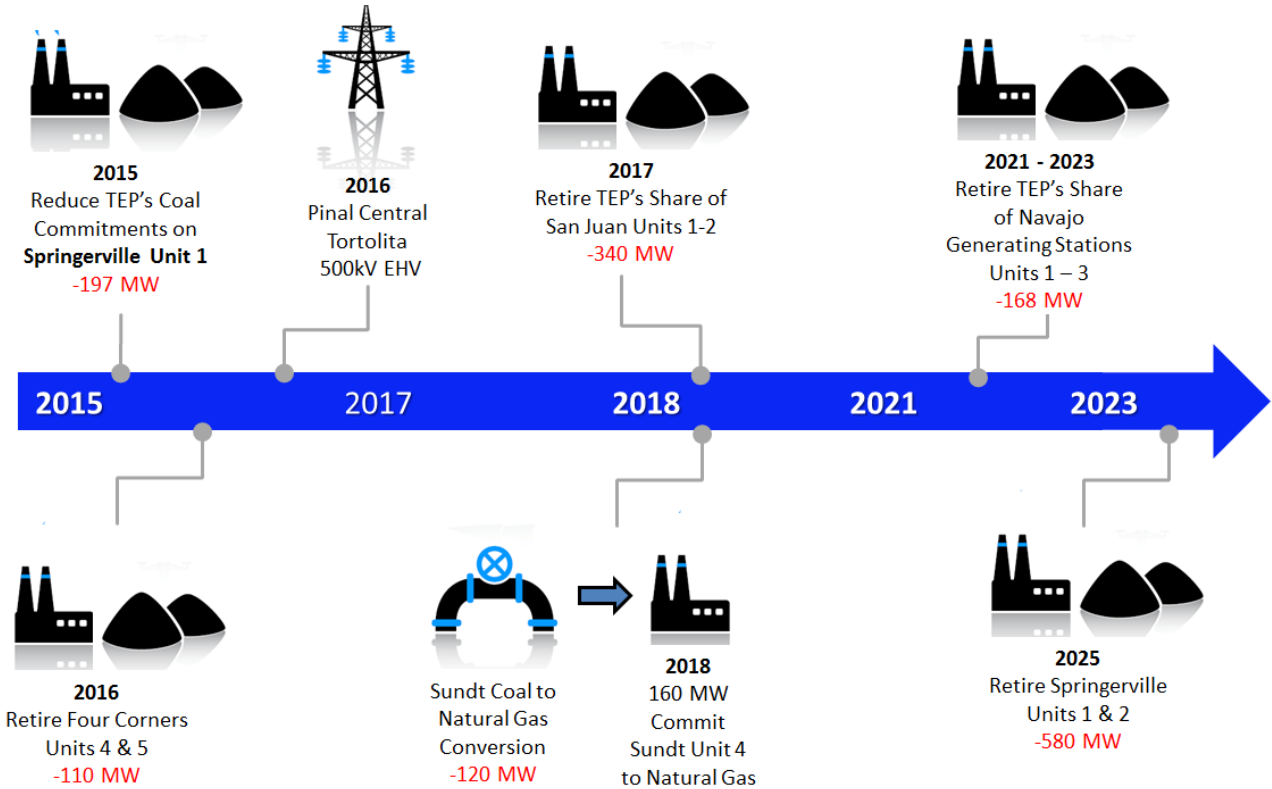 2015
Reduce TEP's Coal
Commitments on
Springerville Unit 1
-197 MW
2016
Pinal Central
Tortolita
500kV EHV
2017
Retire TEP's Share of
San Juan Units 1-2
-340 MW
2021 - 2023
Retire TEP's Share
of Navajo
Generating Stations
Units 1 – 3
-168 MW
2015
2017
2018
2021
2023
2016
Retire Four Corners
Units 4 & 5
-110 MW
Sundt Coal to
Natural Gas
Conversion
-120 MW
2018
160 MW
Commit
Sundt Unit 4
to Natural Gas
2025
Retire Springerville
Units 1 & 2
-580 MW